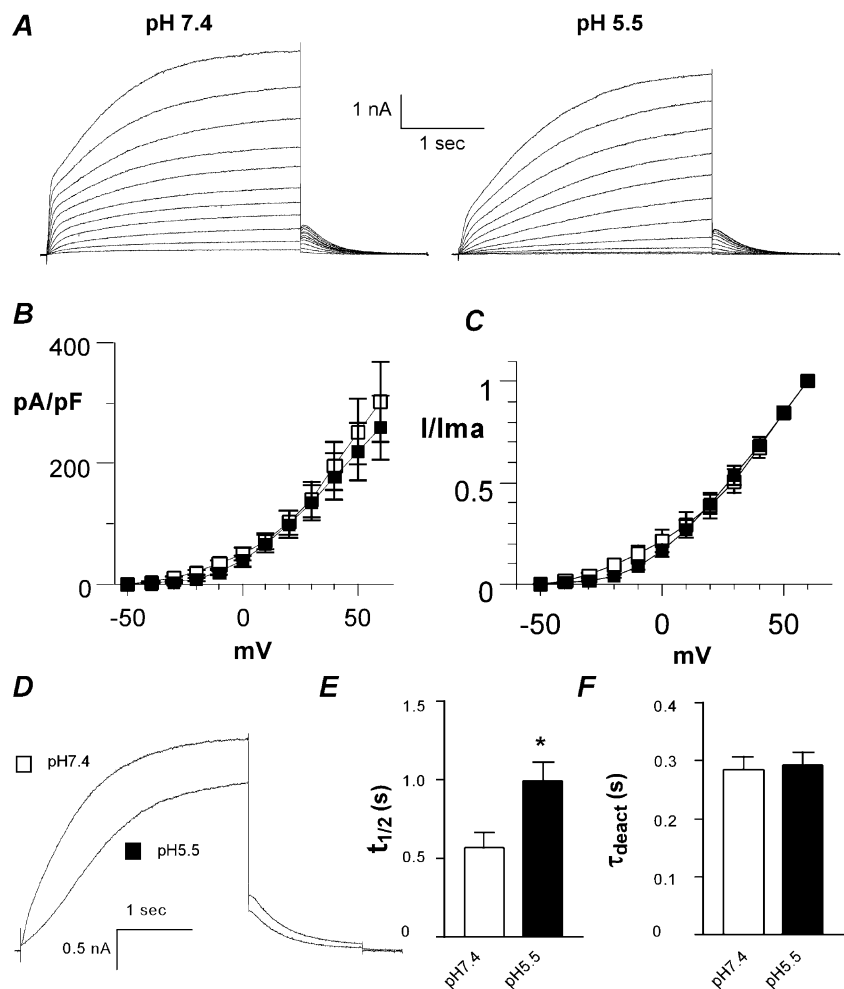 A
pH 7.4
pH 5.5
1 nA
1 sec
B
400
pA/pF
200
0
-50
0
50
mV
C
1
I/Ima
0.5
0
-50
0
50
mV
D
pH7.4
pH5.5
1 sec
0.5 nA
E
1.5
1.0
0.5
0
t1/2 (s)
*
pH7.4
pH5.5
F
0.4
0.3
0.2
0.1
0
τdeact (s)
pH7.4
pH5.5